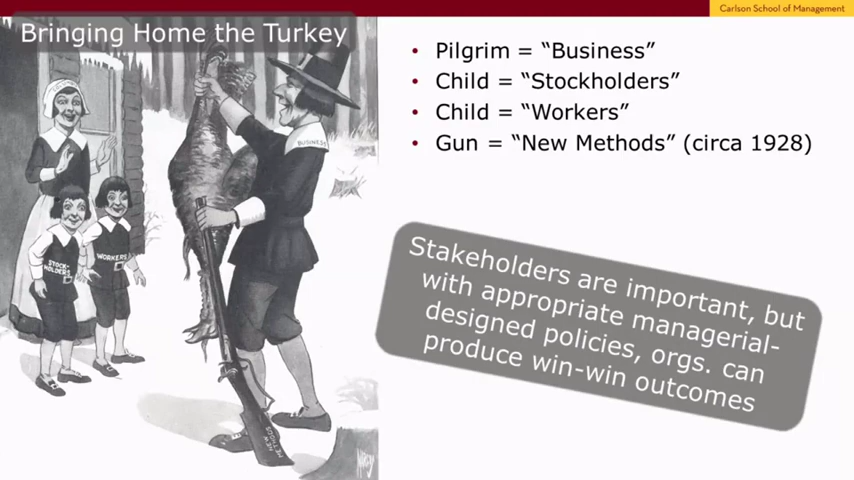 Carlson School of Management
Bringing Home the Turkey
• Pilgrim = “Business”
• Child = “Stockholders”
• Child = “Workers”
• Gun = “New Methods” (circa 1928)
BUSINESS
STOCK-
HOLDERS
WORKERS
NEW
METHODS
Stakeholders are important, but
with appropriate managerial-
designed policies, orgs. can
produce win-win outcomes